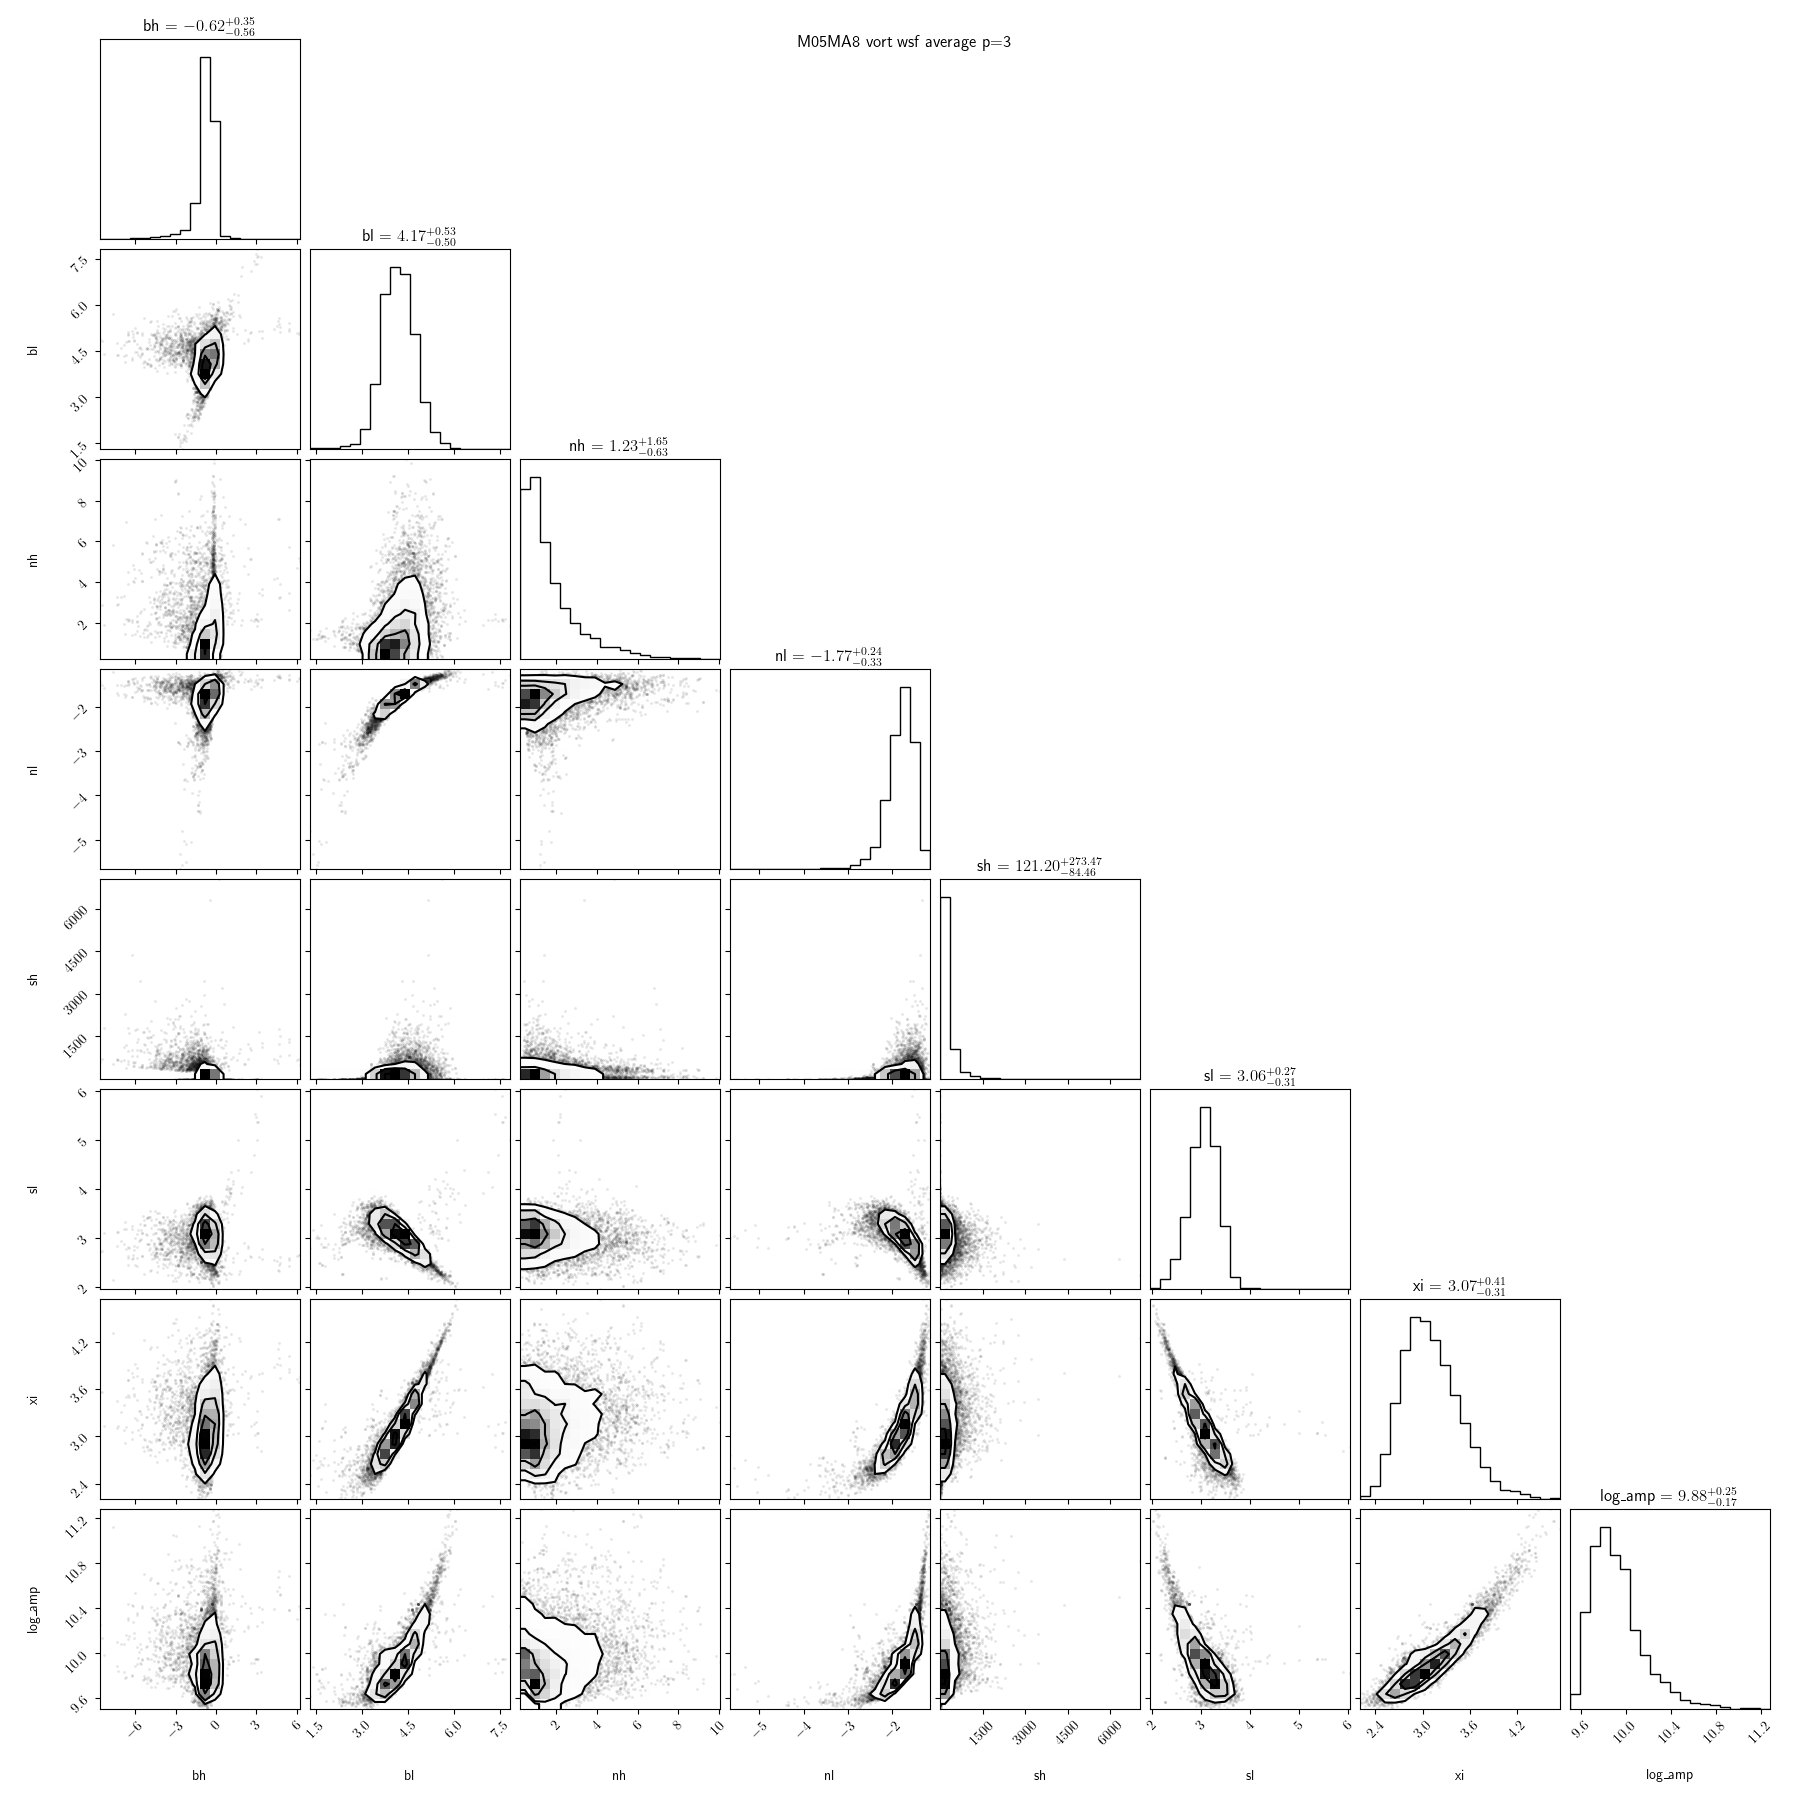 bh = −0.62+0.35−0.56
M05MA8 vort wsf average p=3
bl = 4.17+0.53−0.50
7.5
6.0
4.5
3.0
1.5
bl
nh = 1.23+1.65−0.63
10
8
6
4
2
nh
nl = −1.77+0.24−0.33
−2
−3
−4
−5
nl
sh = 121.20+273.47−84.46
6000
4500
3000
1500
sh
sl = 3.06+0.27−0.31
6
5
4
3
2
sl
xi = 3.07+0.41−0.31
4.2
3.6
3.0
2.4
xi
log_amp = 9.88+0.25−0.17
11.2
10.8
10.4
10.0
9.6
log_amp
−6 −3 0 3 6 1.5 3.0 4.5 6.0 7.5 2 4 6 8 10 −5 −4 −3 −2 1500 3000 4500 6000 2 3 4 5 6 2.4 3.0 3.6 4.2 9.6 10.0 10.4 10.8 11.2
bh bl nh nl sh sl xi log_amp